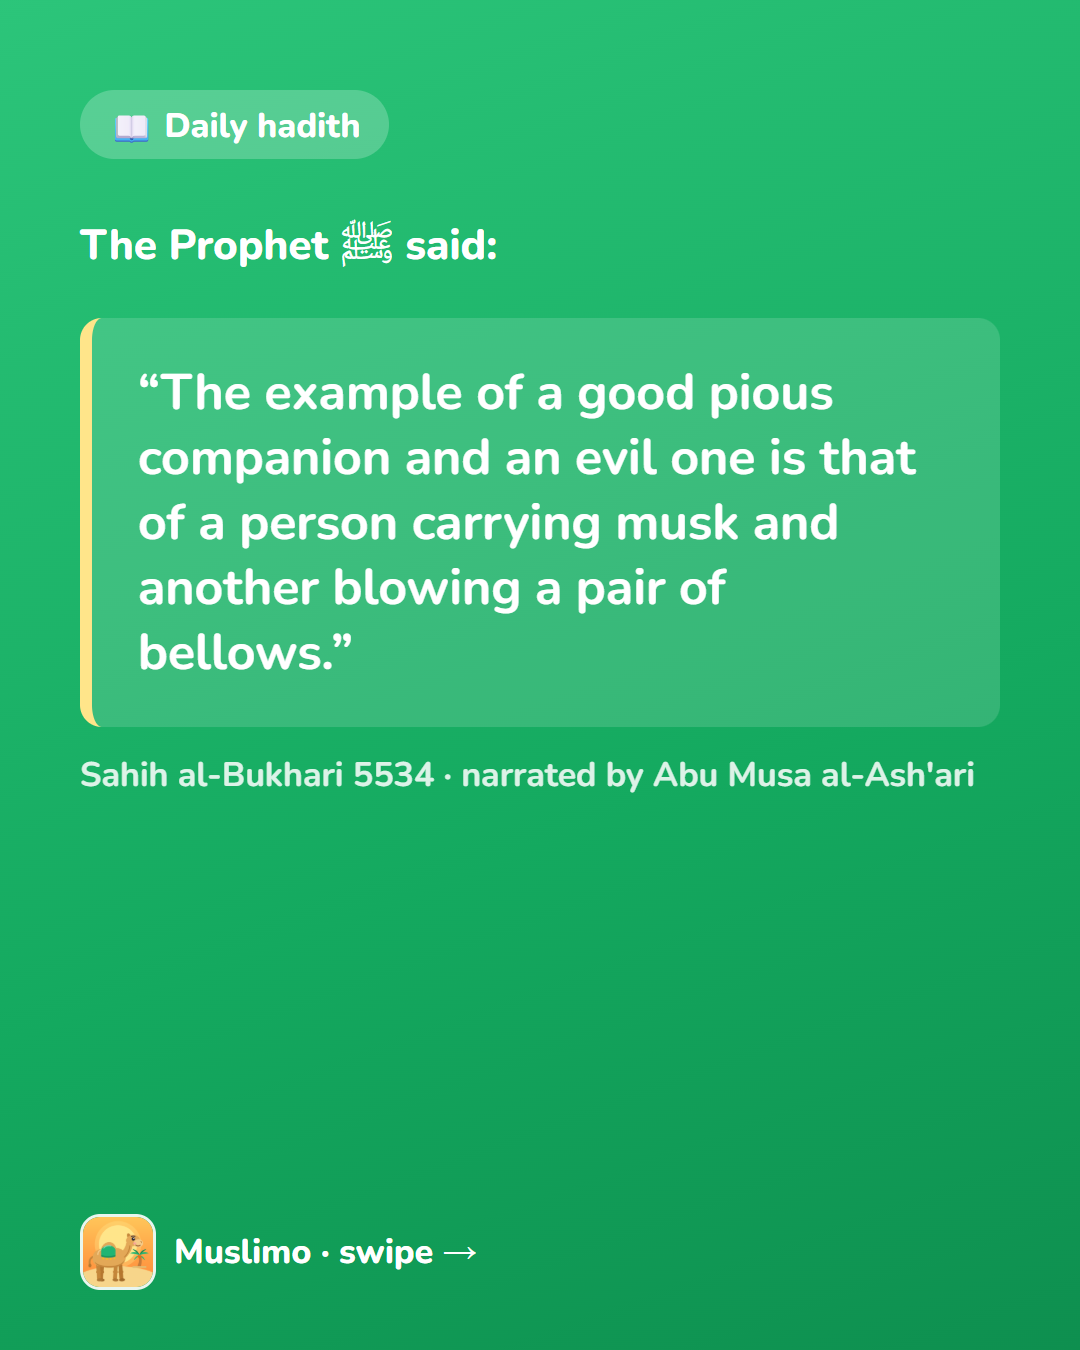 📖 Daily hadith
The Prophet ﷺ said:
“The example of a good pious
companion and an evil one is that
of a person carrying musk and
another blowing a pair of
bellows.”
Sahih al-Bukhari 5534 · narrated by Abu Musa al-Ash'ari
Muslimo · swipe →